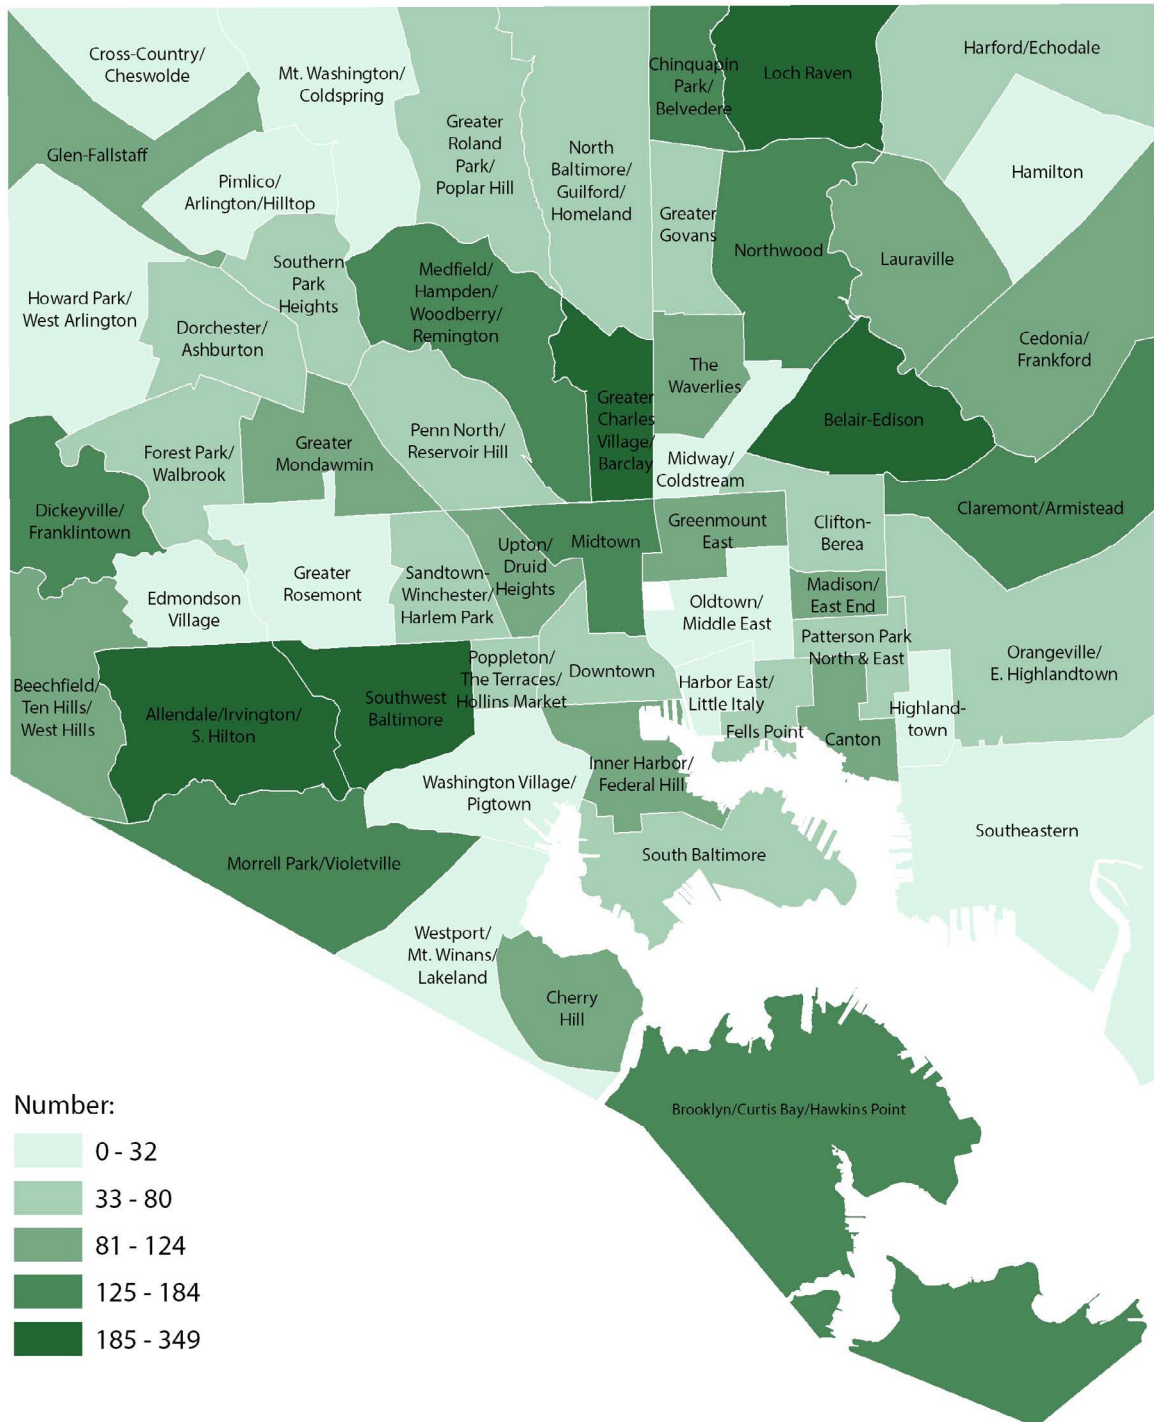 Cross-Country/
Cheswolde
Mt. Washington/
Coldspring
Greater
Roland
Park/
Poplar Hill
North
Baltimore/
Guilford/
Homeland
Chinquapin
Park/
Belvedere
Loch Raven
Harford/Echodale
Glen-Fallstaff
Pimlico/
Arlington/Hilltop
Hamilton
Greater
Govans
Northwood
Lauraville
Southern
Park
Heights
Medfield/
Hampden/
Woodberry/
Remington
Howard Park/
West Arlington
Dorchester/
Ashburton
Cedonia/
Frankford
The
Waverlies
Greater
Charles
Village/
Barclay
Belair-Edison
Forest Park/
Walbrook
Greater
Mondawmin
Penn North/
Reservoir Hill
Midway/
Coldstream
Dickeyville/
Franklintown
Claremont/Armistead
Greenmount
East
Clifton-
Berea
Midtown
Upton/
Druid
Heights
Greater
Rosemont
Sandtown-
Winchester/
Harlem Park
Edmondson
Village
Oldtown/
Middle East
Madison/
East End
Patterson Park
North & East
Orangeville/
E. Highlandtown
Beechfield/
Ten Hills/
West Hills
Allendale/Irvington/
S. Hilton
Southwest
Baltimore
Poppleton/
The Terraces/
Hollins Market
Downtown
Harbor East/
Little Italy
Highland-
town
Fells Point
Canton
Washington Village/
Pigtown
Inner Harbor/
Federal Hill
Southeastern
Morrell Park/Violetville
South Baltimore
Westport/
Mt. Winans/
Lakeland
Cherry
Hill
Brooklyn/Curtis Bay/Hawkins Point
Number:
0 - 32
33 - 80
81 - 124
125 - 184
185 - 349